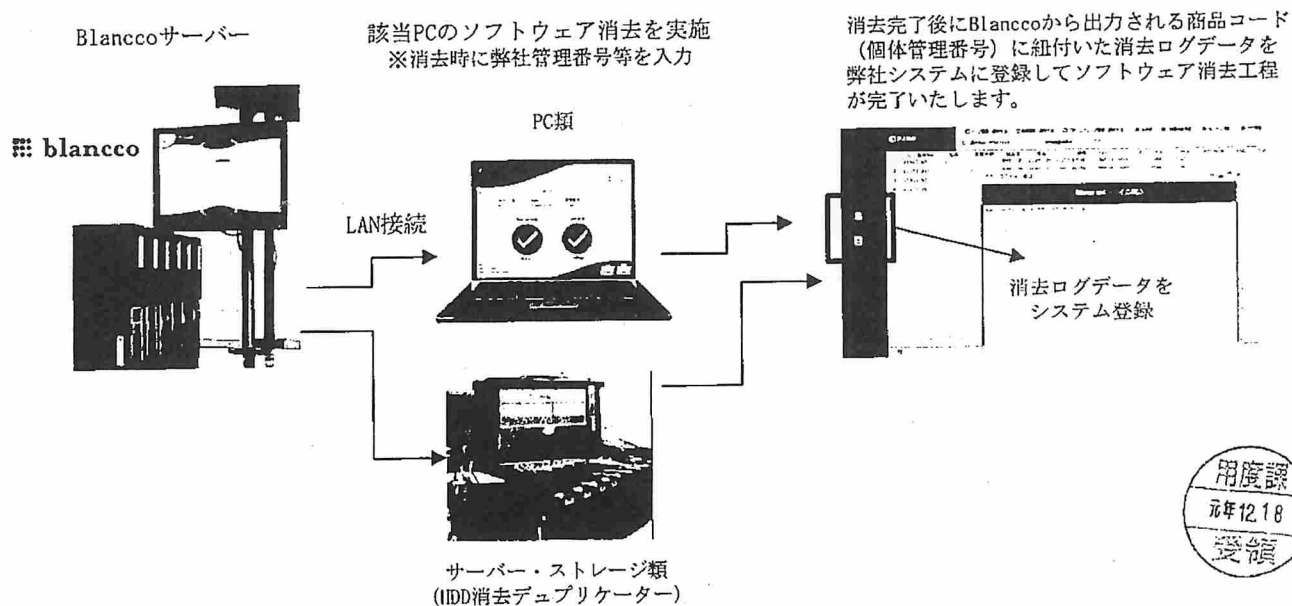 Blanccoサーバー
blancco
該当PCのソフトウェア消去を実施
※消去時に弊社管理番号等を入力
PC類
LAN接続
サーバー・ストレージ類
(HDD消去デュプリケーター)
消去完了後にBlanccoから出力される商品コード
(個体管理番号)に紐付いた消去ログデータを
弊社システムに登録してソフトウェア消去工程
が完了いたします。
消去ログデータを
システム登録
用度課
元年12.18
受領